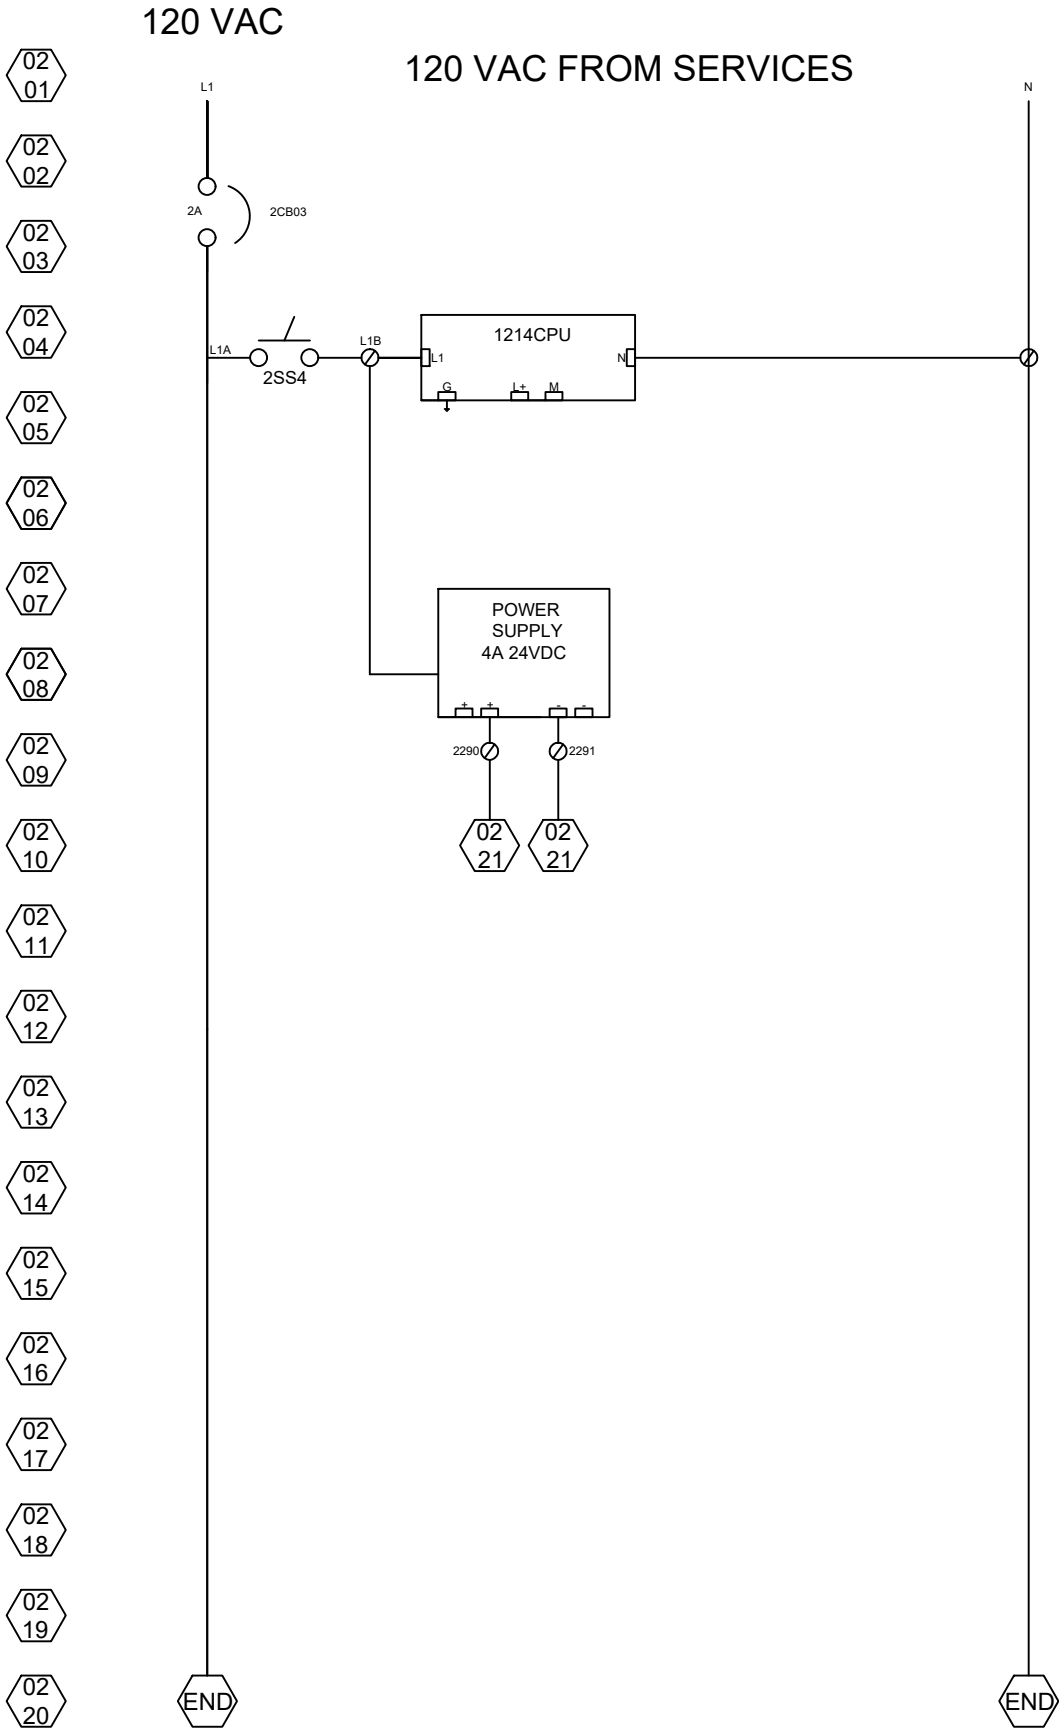 120 VAC
120 VAC FROM SERVICES
02
01
L1
N
02
02
2A
2CB03
02
03
02
04
L1A
2SS4
L1B
1214CPU
L1
N
G
L+
M
02
05
02
06
02
07
POWER
SUPPLY
4A 24VDC
02
08
+
+
-
-
02
09
2290
2291
02
10
02
21
02
21
02
11
02
12
02
13
02
14
02
15
02
16
02
17
02
18
02
19
02
20
END
END